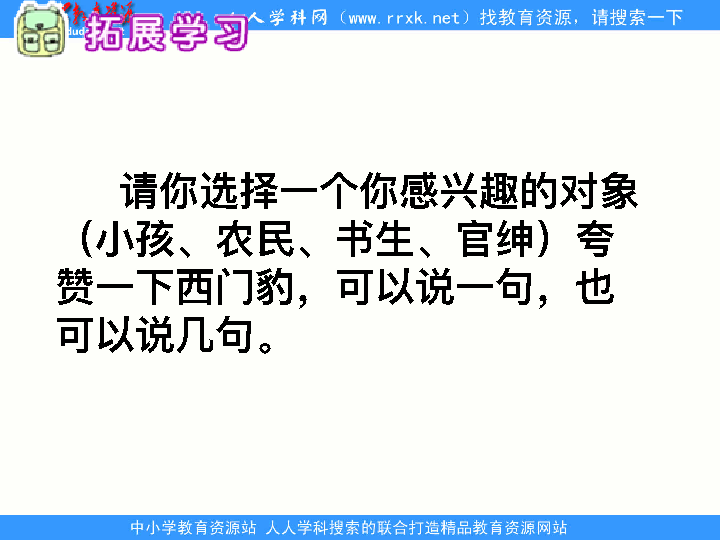 人人学科网（www.rrxk.net）找教育资源，请搜索一下
拓展学习
请你选择一个你感兴趣的对象
（小孩、农民、书生、官绅）夸
赞一下西门豹，可以说一句，也
可以说几句。
中小学教育资源站 人人学科搜索的联合打造精品教育资源网站